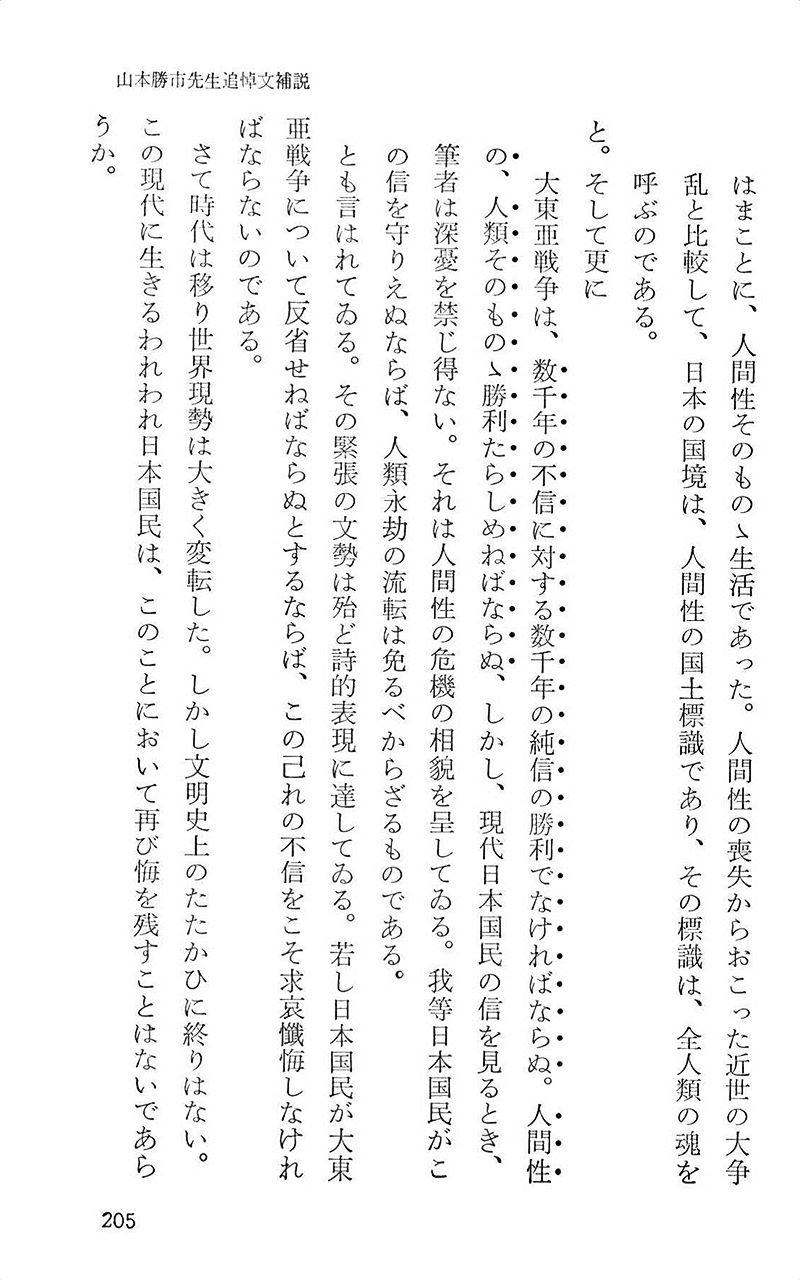 山本勝市先生追悼文補説
はまことに、人間性そのものゝ生活であった。人間性の喪失からおこった近世の大争
乱と比較して、日本の国境は、人間性の国土標識であり、その標識は、全人類の魂を
呼ぶのである。
と。そして更に
大東亜戦争は、数千年の不信に対する数千年の純信の勝利でなければならぬ。人間性
の、人類そのものゝ勝利たらしめねばならぬ、しかし、現代日本国民の信を見るとき、
筆者は深憂を禁じ得ない。それは人間性の危機の相貌を呈してゐる。我等日本国民がこ
の信を守りえぬならば、人類永劫の流転は免るべからざるものである。
とも言はれてゐる。その緊張の文勢は殆ど詩的表現に達してゐる。若し日本国民が大東
亜戦争について反省せねばならぬとするならば、この己れの不信をこそ求哀懺悔しなけれ
ばならないのである。
さて時代は移り世界現勢は大きく変転した。しかし文明史上のたたかひに終りはない。
この現代に生きるわれわれ日本国民は、このことにおいて再び悔を残すことはないであら
うか。
205